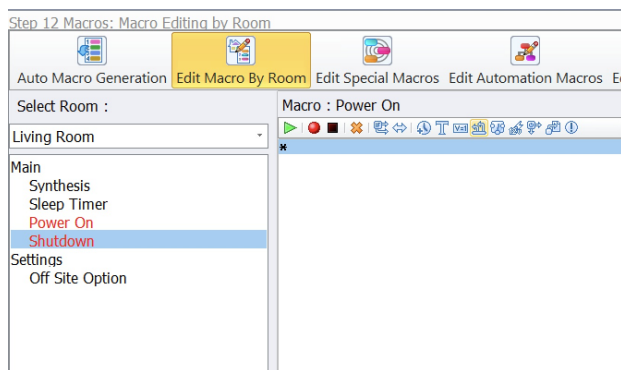 Step 12 Macros: Macro Editing by Room
Auto Macro Generation Edit Macro By Room Edit Special Macros Edit Automation Macros
Select Room :
Macro : Power On
Living Room
*
Main
Synthesis
Sleep Timer
Power On
Shutdown
Settings
Off Site Option